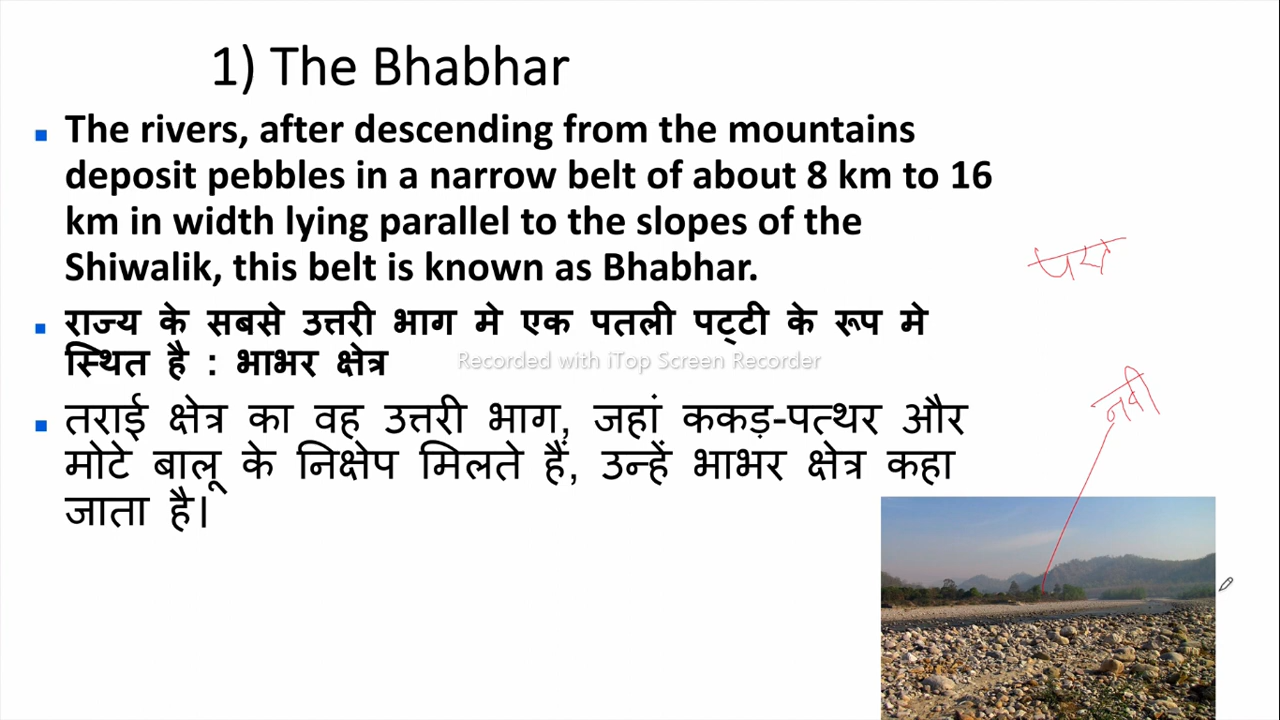 1) The Bhabhar
The rivers, after descending from the mountains
deposit pebbles in a narrow belt of about 8 km to 16
km in width lying parallel to the slopes of the
Shiwalik, this belt is known as Bhabhar.
राज्य के सबसे उत्तरी भाग मे एक पतली पट्टी के रूप मे
स्थित है : भाभर क्षेत्र
Recorded with iTop Screen Recorder
तराई क्षेत्र का वह उत्तरी भाग, जहां ककड़-पत्थर और
मोटे बालू के निक्षेप मिलते हैं, उन्हें भाभर क्षेत्र कहा
जाता है।
नदी